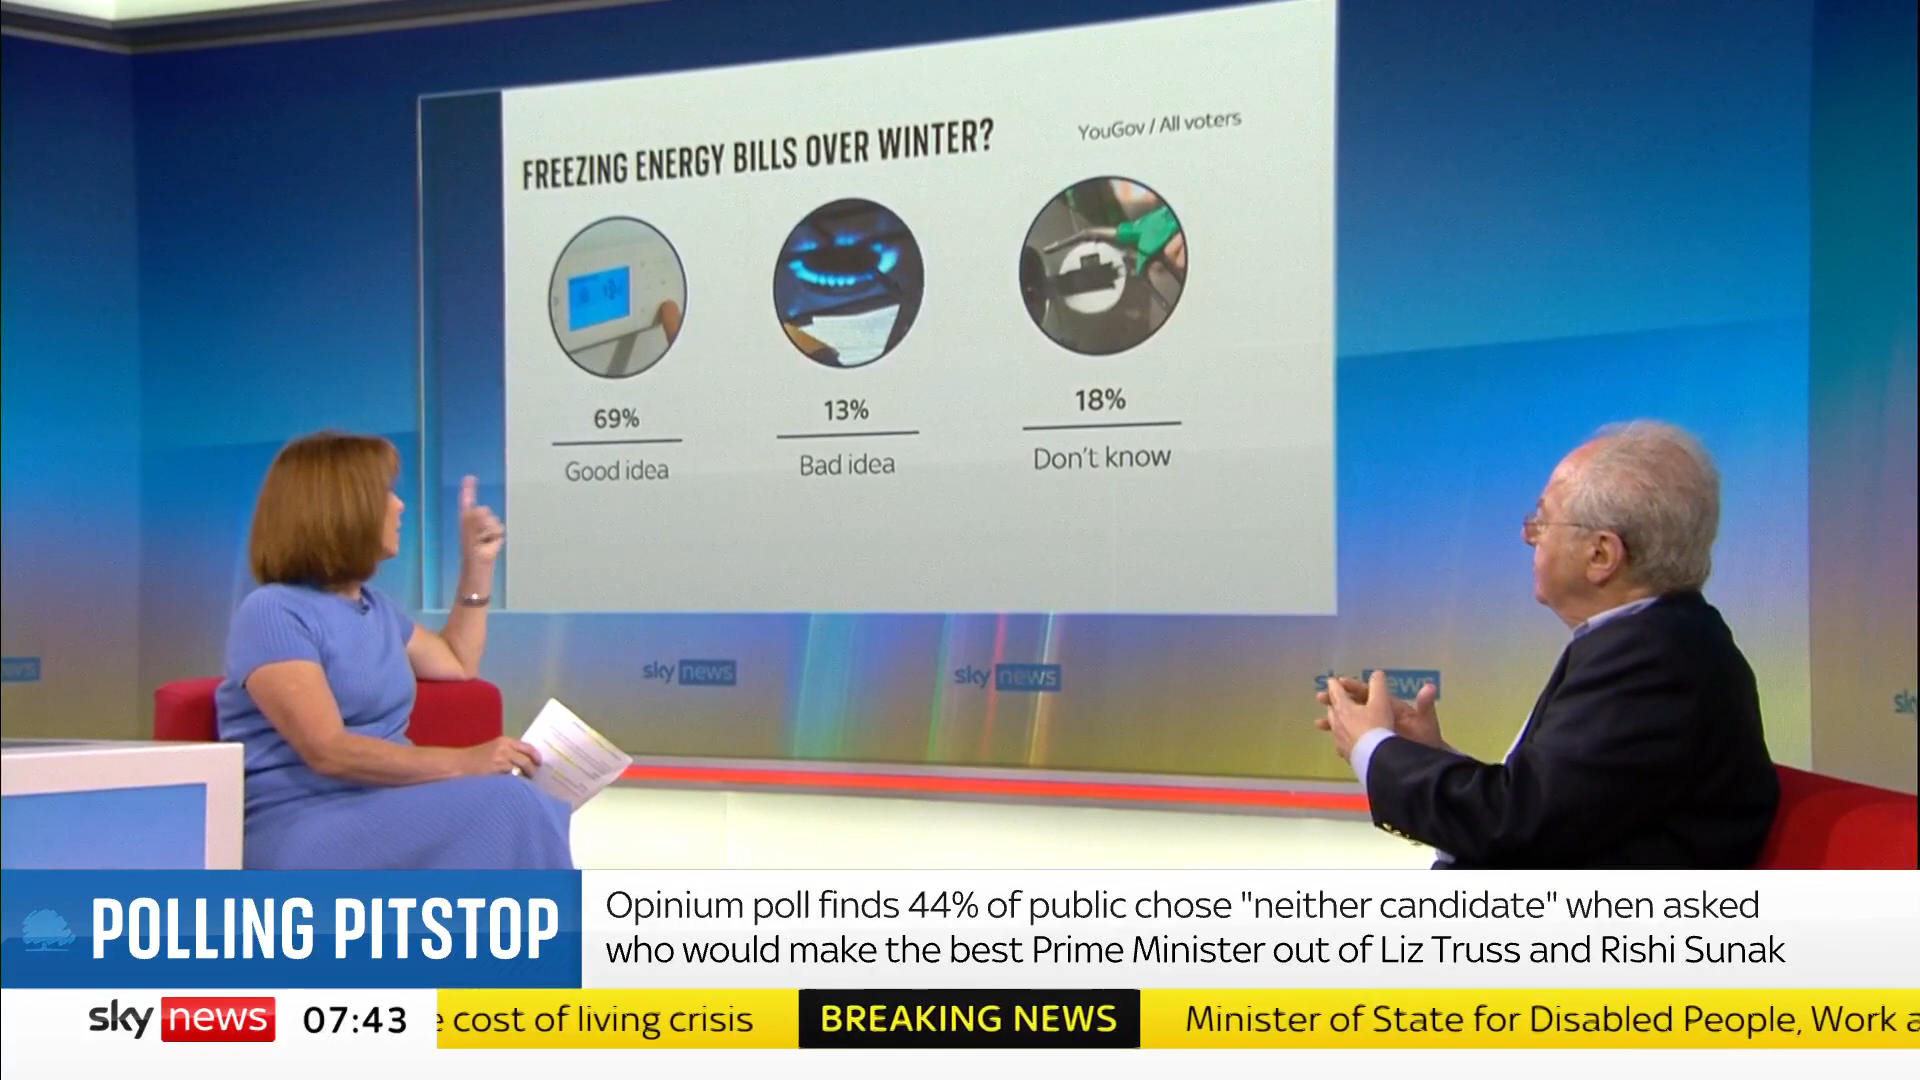 FREEZING ENERGY BILLS OVER WINTER?
YouGov / All voters
69%
13%
18%
Good idea
Bad idea
Don't know
sky news
sky news
sky news
POLLING PITSTOP
Opinium poll finds 44% of public chose "neither candidate" when asked
who would make the best Prime Minister out of Liz Truss and Rishi Sunak
sky news
07:43
cost of living crisis
BREAKING NEWS
Minister of State for Disabled People, Work